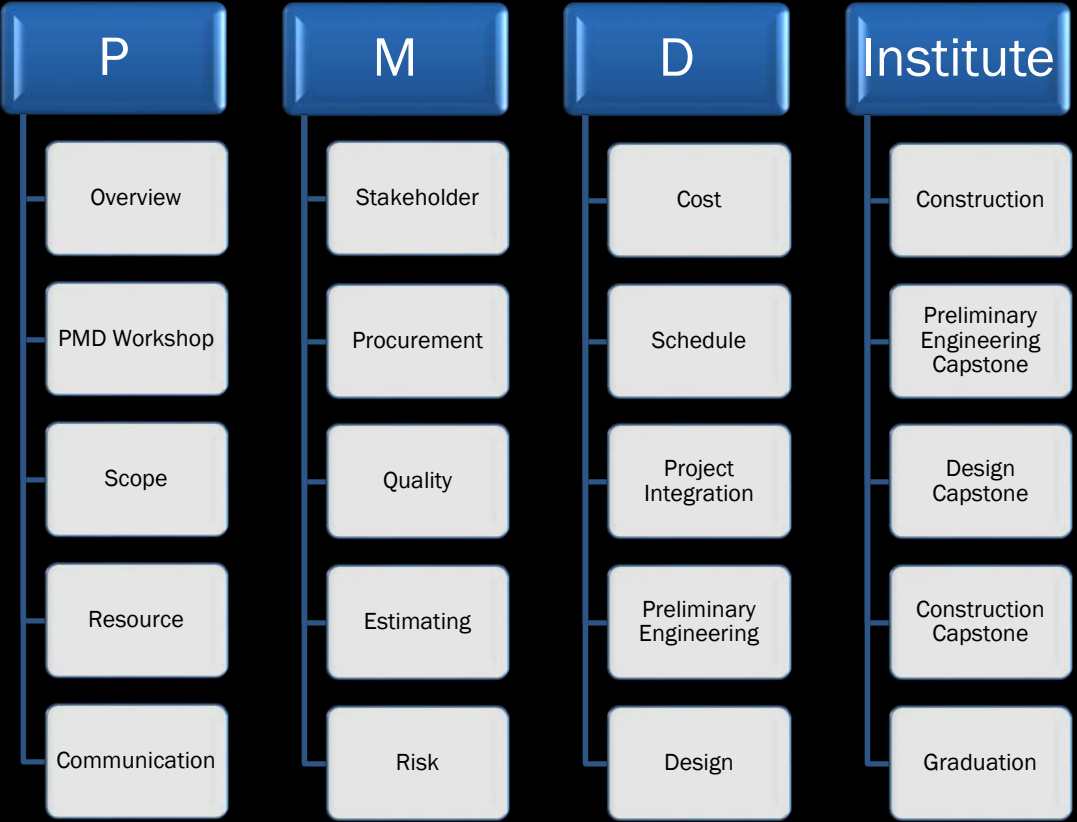 P
Overview
PMD Workshop
Scope
Resource
Communication
M
Stakeholder
Procurement
Quality
Estimating
Risk
D
Cost
Schedule
Project
Integration
Preliminary
Engineering
Design
Institute
Construction
Preliminary
Engineering
Capstone
Design
Capstone
Construction
Capstone
Graduation